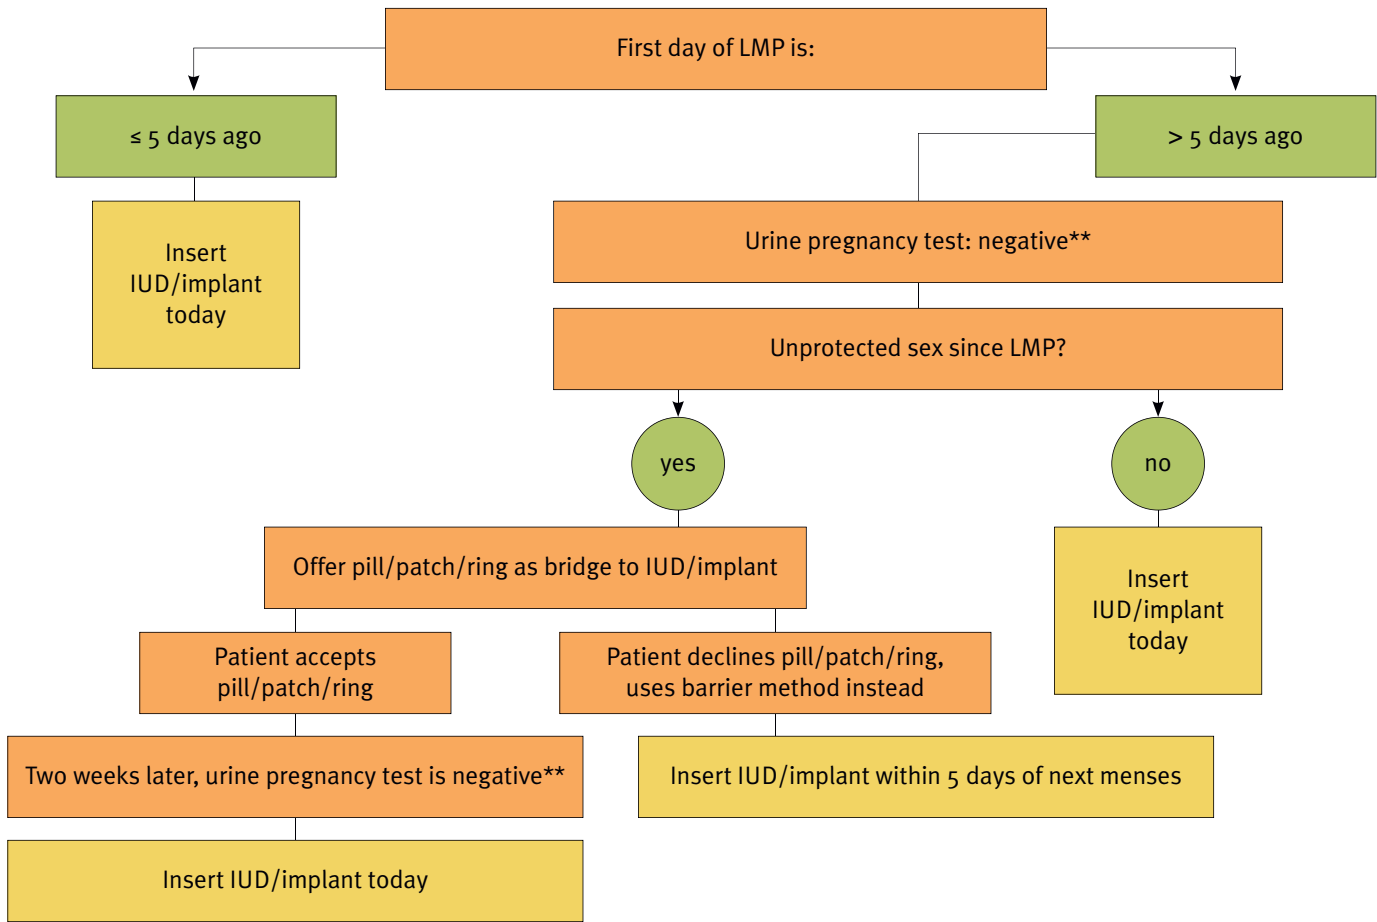 First day of LMP is:
≤ 5 days ago
> 5 days ago
Insert
IUD/implant
today
Urine pregnancy test: negative**
Unprotected sex since LMP?
yes
no
Offer pill/patch/ring as bridge to IUD/implant
Insert
IUD/implant
today
Patient accepts
pill/patch/ring
Patient declines pill/patch/ring,
uses barrier method instead
Two weeks later, urine pregnancy test is negative**
Insert IUD/implant within 5 days of next menses
Insert IUD/implant today